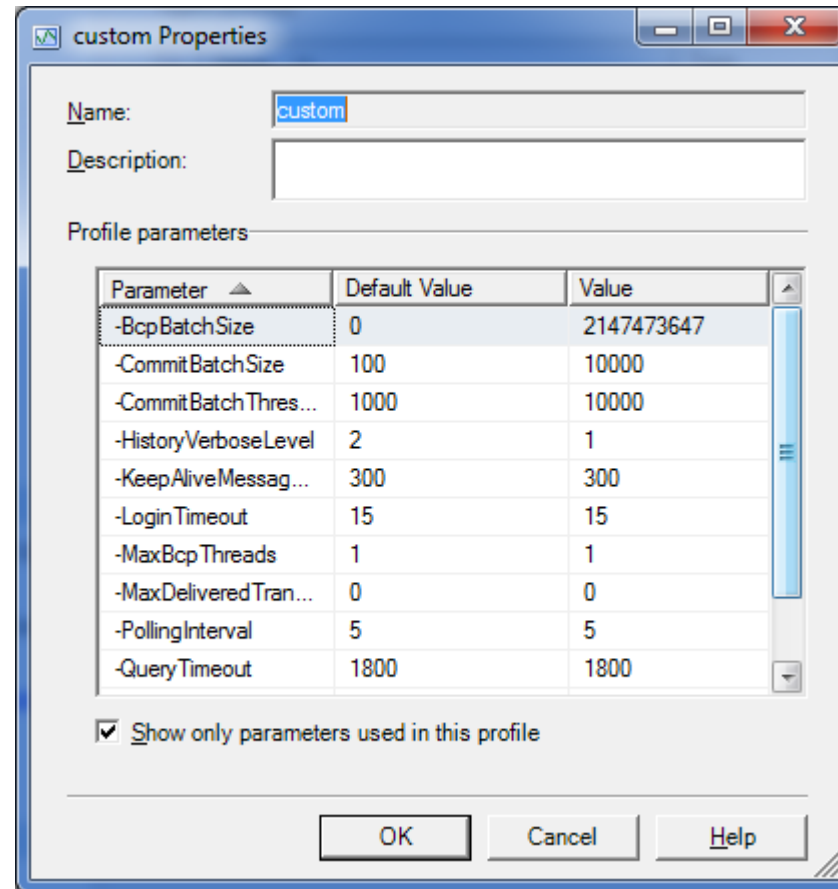 custom Properties
Name: custom
Description:
Profile parameters
Parameter Default Value Value
-BcpBatchSize 0 2147473647
-CommitBatchSize 100 10000
-CommitBatchThres... 1000 10000
-HistoryVerboseLevel 2 1
-KeepAliveMessag... 300 300
-LoginTimeout 15 15
-MaxBcpThreads 1 1
-MaxDeliveredTran... 0 0
-PollingInterval 5 5
-QueryTimeout 1800 1800
Show only parameters used in this profile
OK Cancel Help